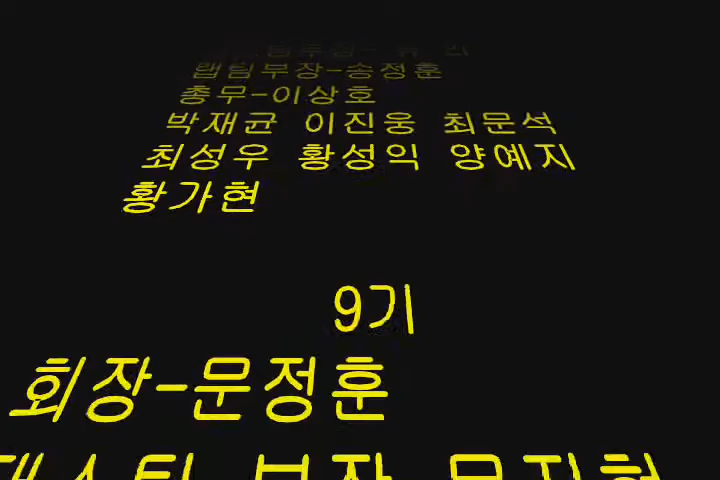 랩팀부장-송정훈
총무-이상호
박재균 이진웅 최문석
최성우 황성익 양예지
황가현
9기
회장-문정훈